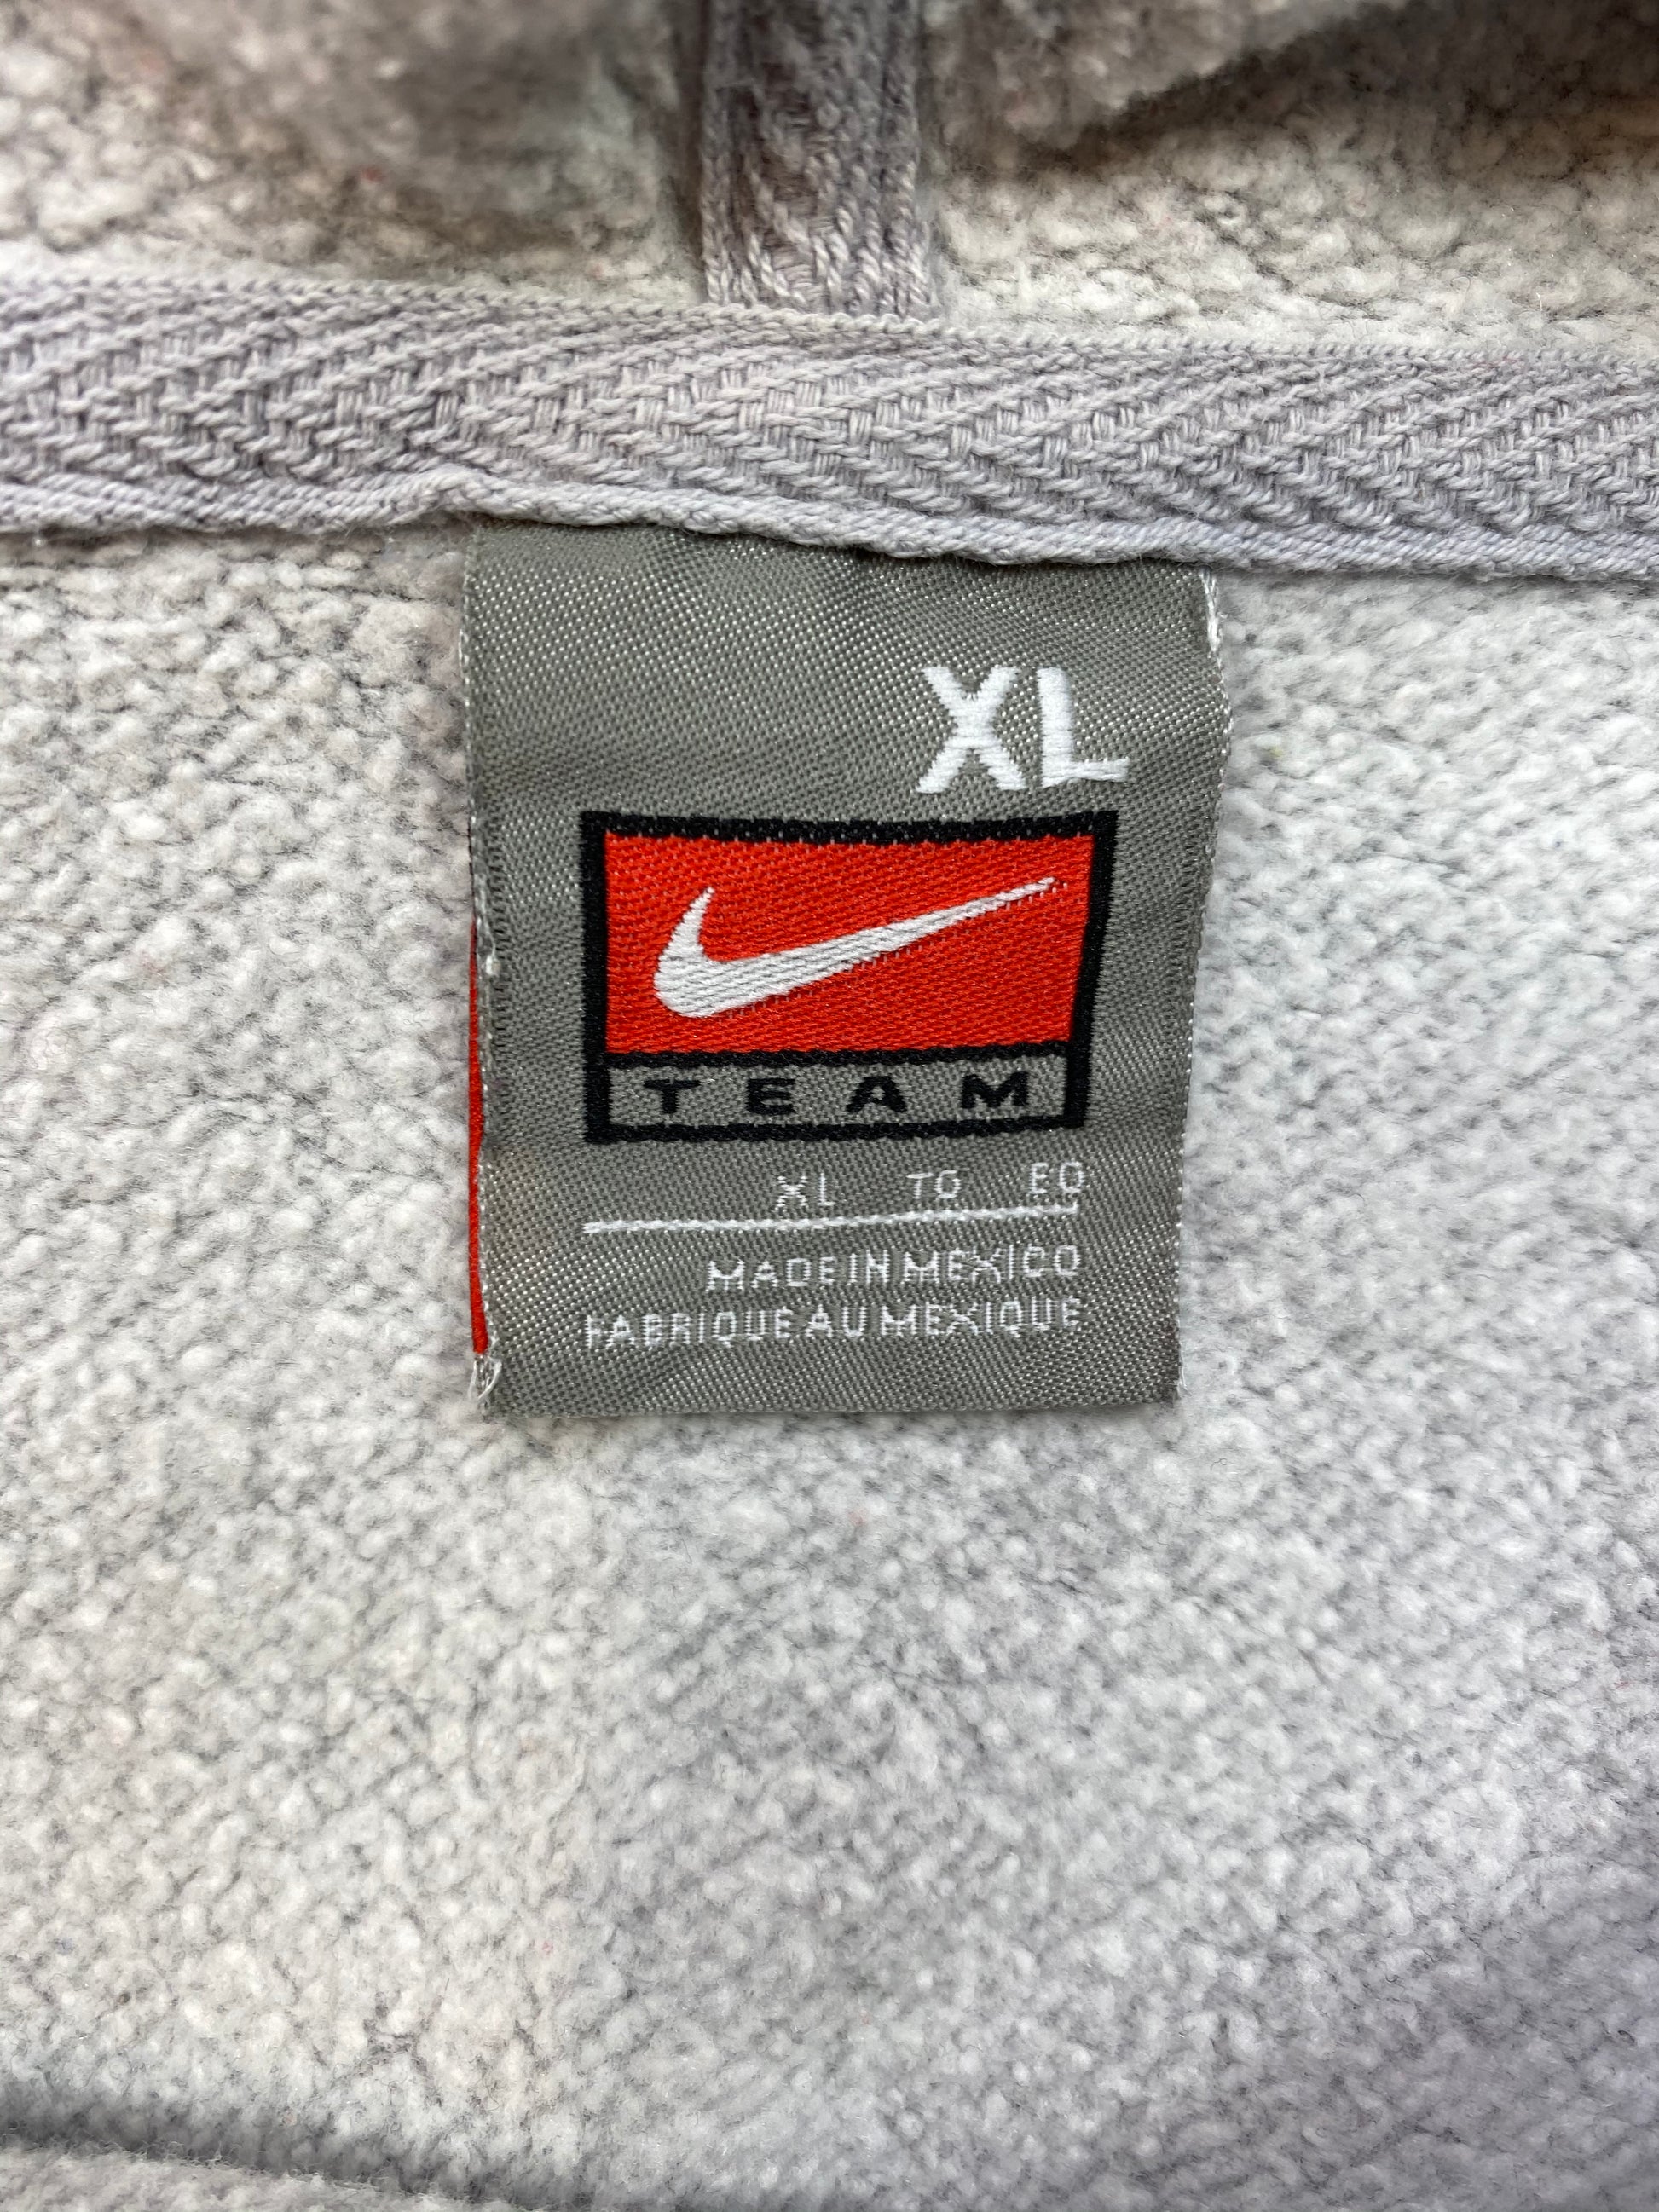 XL
TEAM
XL TG EG
MADE IN MEXICO
FABRIQUE AU MEXIQUE